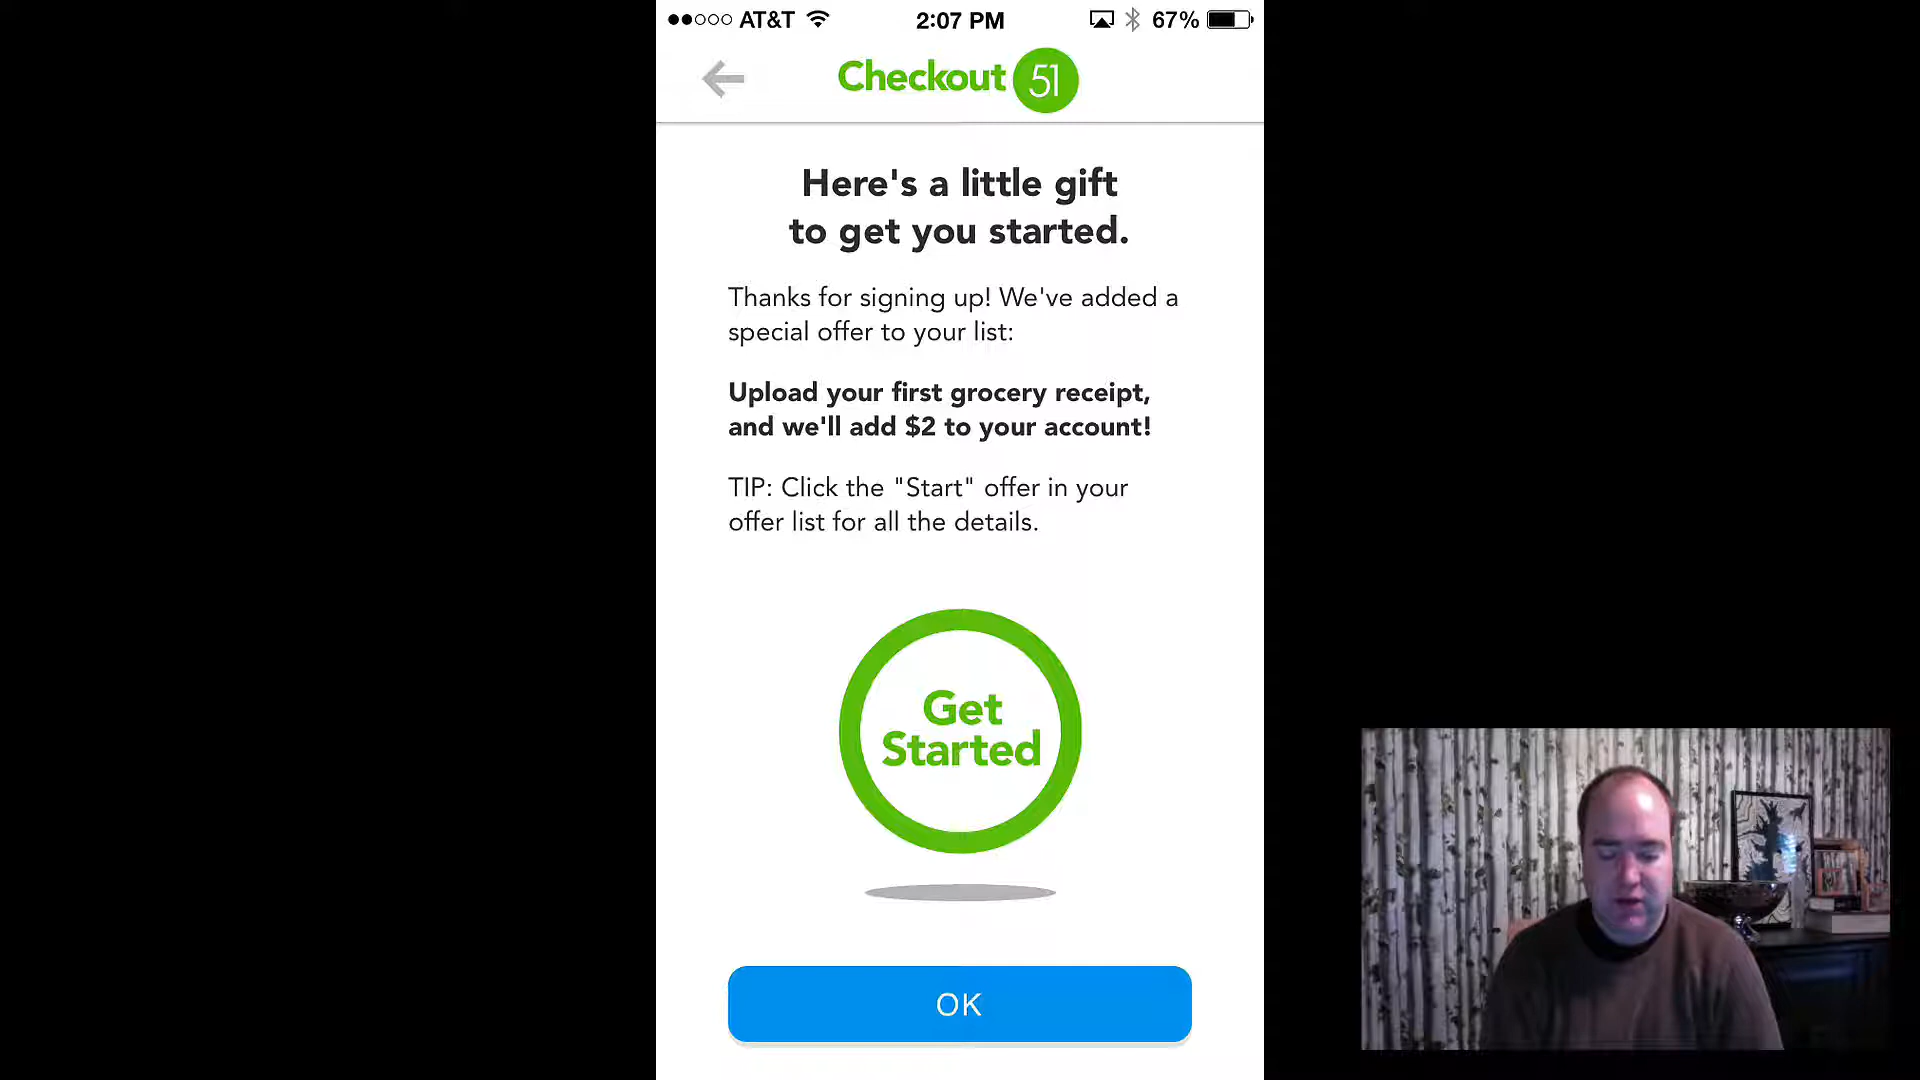 AT&T 2:07 PM 67%
Checkout 51
Here's a little gift
to get you started.
Thanks for signing up! We've added a
special offer to your list:
Upload your first grocery receipt,
and we'll add $2 to your account!
TIP: Click the "Start" offer in your
offer list for all the details.
Get
Started
OK